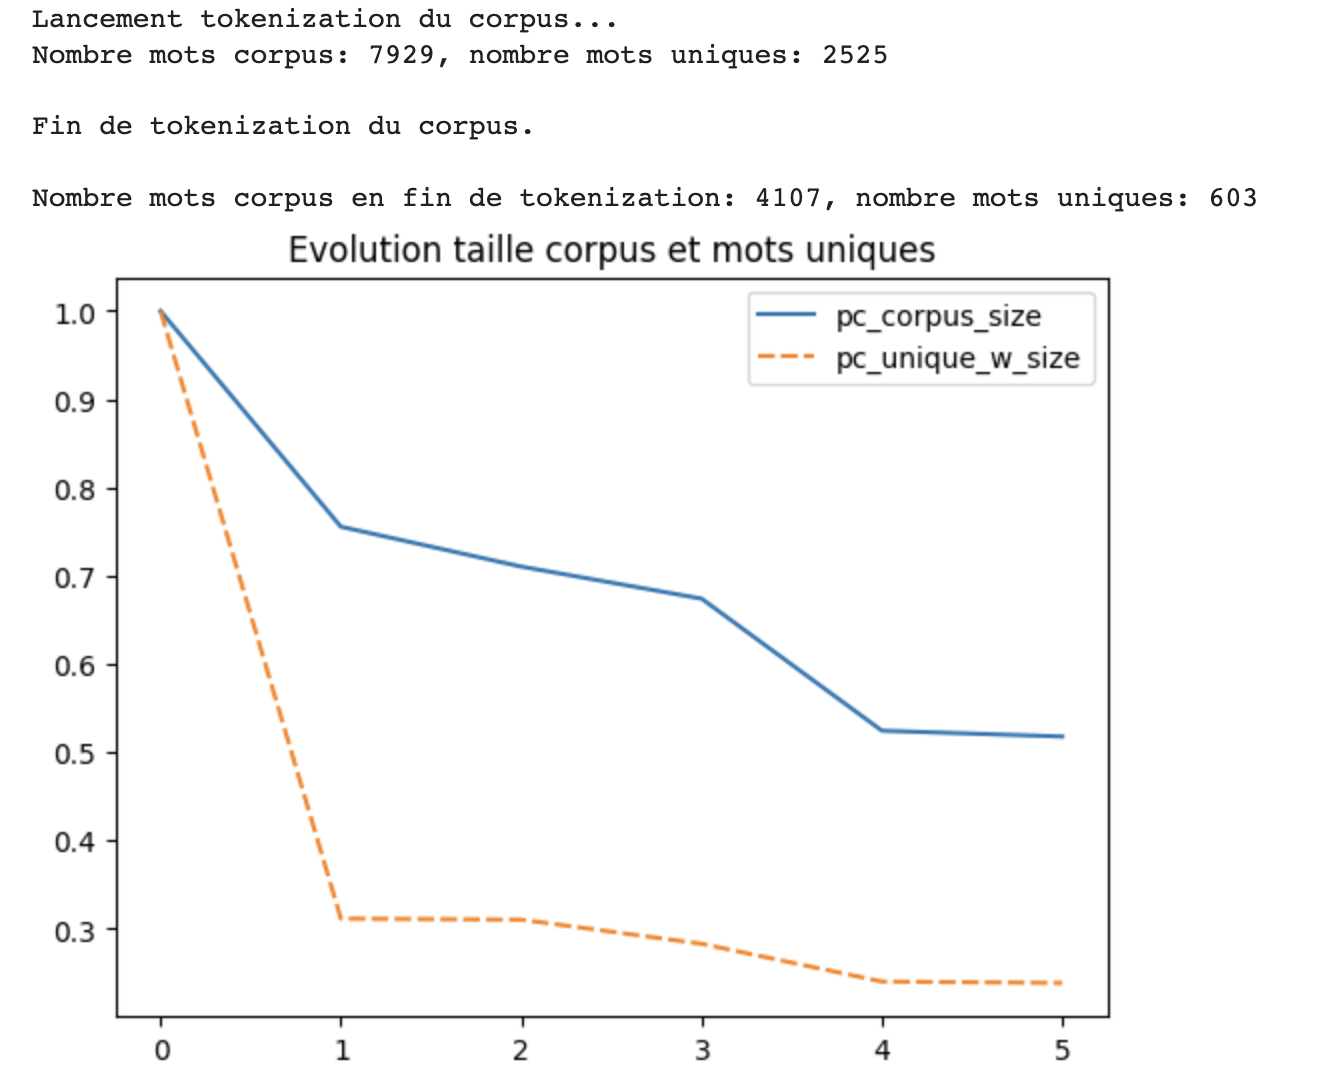 Lancement tokenization du corpus...
Nombre mots corpus: 7929, nombre mots uniques: 2525
Fin de tokenization du corpus.
Nombre mots corpus en fin de tokenization: 4107, nombre mots uniques: 603
Evolution taille corpus et mots uniques
pc_corpus_size
pc_unique_w_size
1.0
0.9
0.8
0.7
0.6
0.5
0.4
0.3
0 1 2 3 4 5